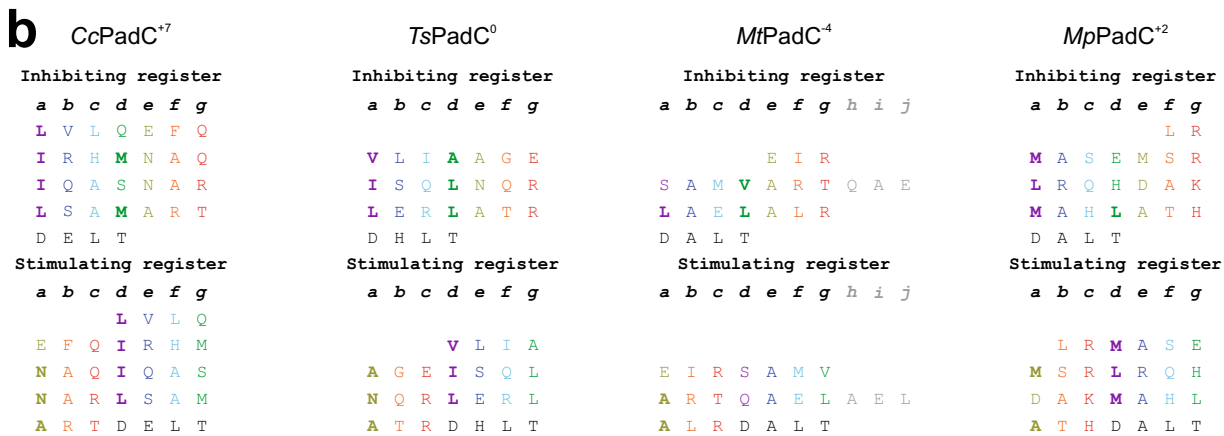 b
CcPadC+7 TsPadC0 MtPadC-4 MpPadC+2
Inhibiting register Inhibiting register Inhibiting register Inhibiting register
a b c d e f g a b c d e f g a b c d e f g h i j a b c d e f g
L V L Q E F Q L R
I R H M N A Q V L I A A G E E I R M A S E M S R
I Q A S N A R I S Q L N Q R S A M V A R T Q A E L R Q H D A K
L S A M A R T L E R L A T R L A E L A L R M A H L A T H
D E L T D H L T D A L T D A L T
Stimulating register Stimulating register Stimulating register Stimulating register
a b c d e f g a b c d e f g a b c d e f g h i j a b c d e f g
L V L Q
E F Q I R H M V L I A L R M A S E
N A Q I Q A S A G E I S Q L E I R S A M V M S R L R Q H
N A R L S A M N Q R L E R L A R T Q A E L A E L D A K M A H L
A R T D E L T A T R D H L T A L R D A L T A T H D A L T